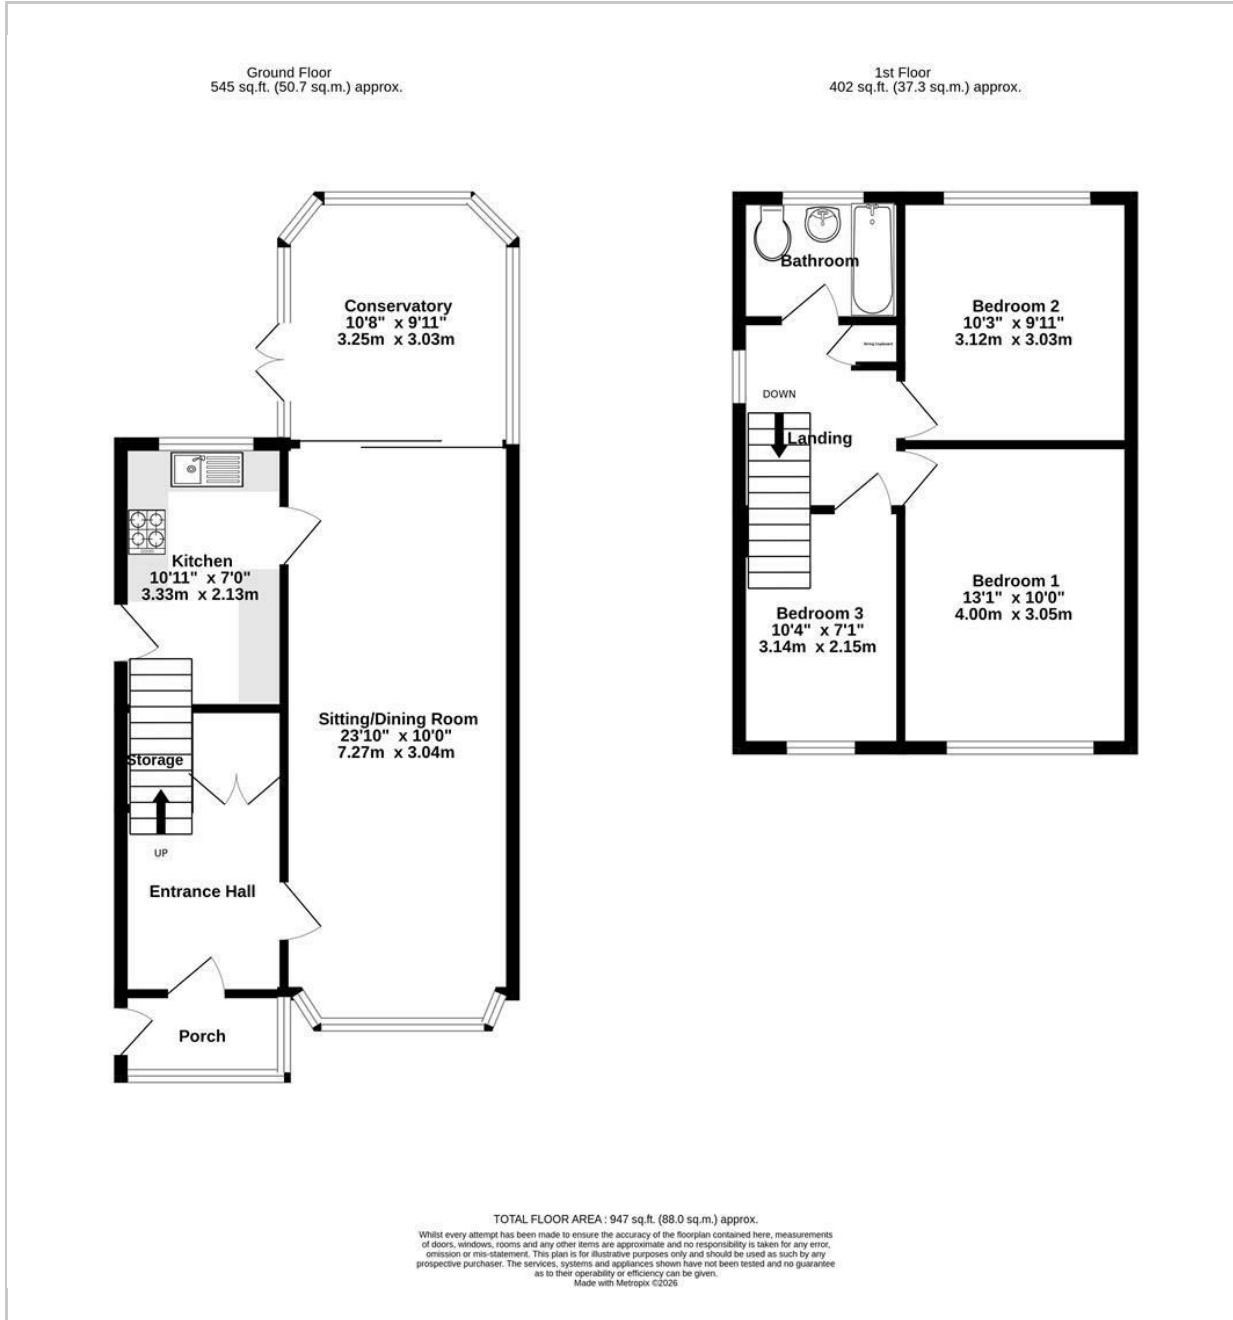 Ground Floor
545 sq.ft. (50.7 sq.m.) approx.
1st Floor
402 sq.ft. (37.3 sq.m.) approx.
Conservatory
10'8" x 9'11"
3.25m x 3.03m
Kitchen
10'11" x 7'0"
3.33m x 2.13m
Sitting/Dining Room
23'10" x 10'0"
7.27m x 3.04m
Storage
UP
Entrance Hall
Porch
Bathroom
Airing Cupboard
Bedroom 2
10'3" x 9'11"
3.12m x 3.03m
DOWN
Landing
Bedroom 1
13'1" x 10'0"
4.00m x 3.05m
Bedroom 3
10'4" x 7'1"
3.14m x 2.15m
TOTAL FLOOR AREA : 947 sq.ft. (88.0 sq.m.) approx.
Whilst every attempt has been made to ensure the accuracy of the floorplan contained here, measurements
of doors, windows, rooms and any other items are approximate and no responsibility is taken for any error,
omission or mis-statement. This plan is for illustrative purposes only and should be used as such by any
prospective purchaser. The services, systems and appliances shown have not been tested and no guarantee
as to their operability or efficiency can be given.
Made with Metropix ©2026